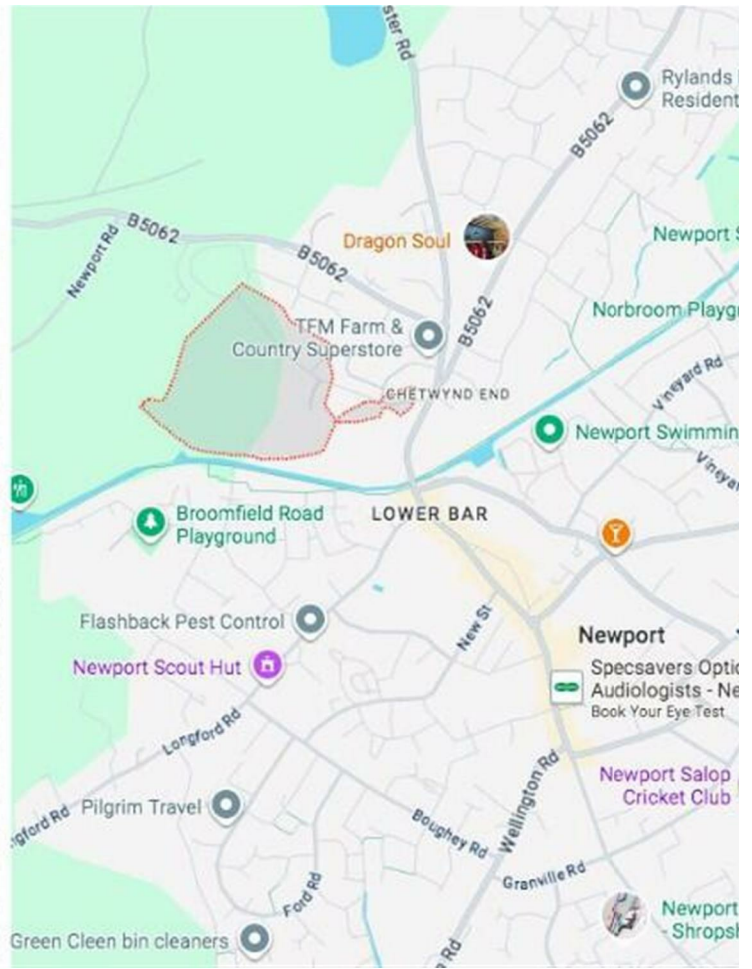 ster Rd
Rylands
Resident
B5062
B5062
Dragon Soul
Newport S
Newport Rd
B5062
B5062
Norbroom Playgr
TFM Farm &
Country Superstore
CHETWYND END
Vineyard Rd
Newport Swimmin
Vineyar
Broomfield Road
Playground
LOWER BAR
Flashback Pest Control
New St
Newport
Newport Scout Hut
Specsavers Optic
Audiologists - Ne
Book Your Eye Test
Longford Rd
Wellington Rd
Newport Salop
Cricket Club
Pilgrim Travel
ngford Rd
Boughey Rd
Granville Rd
Ford Rd
Newport
- Shropsh
Green Cleen bin cleaners
n Rd